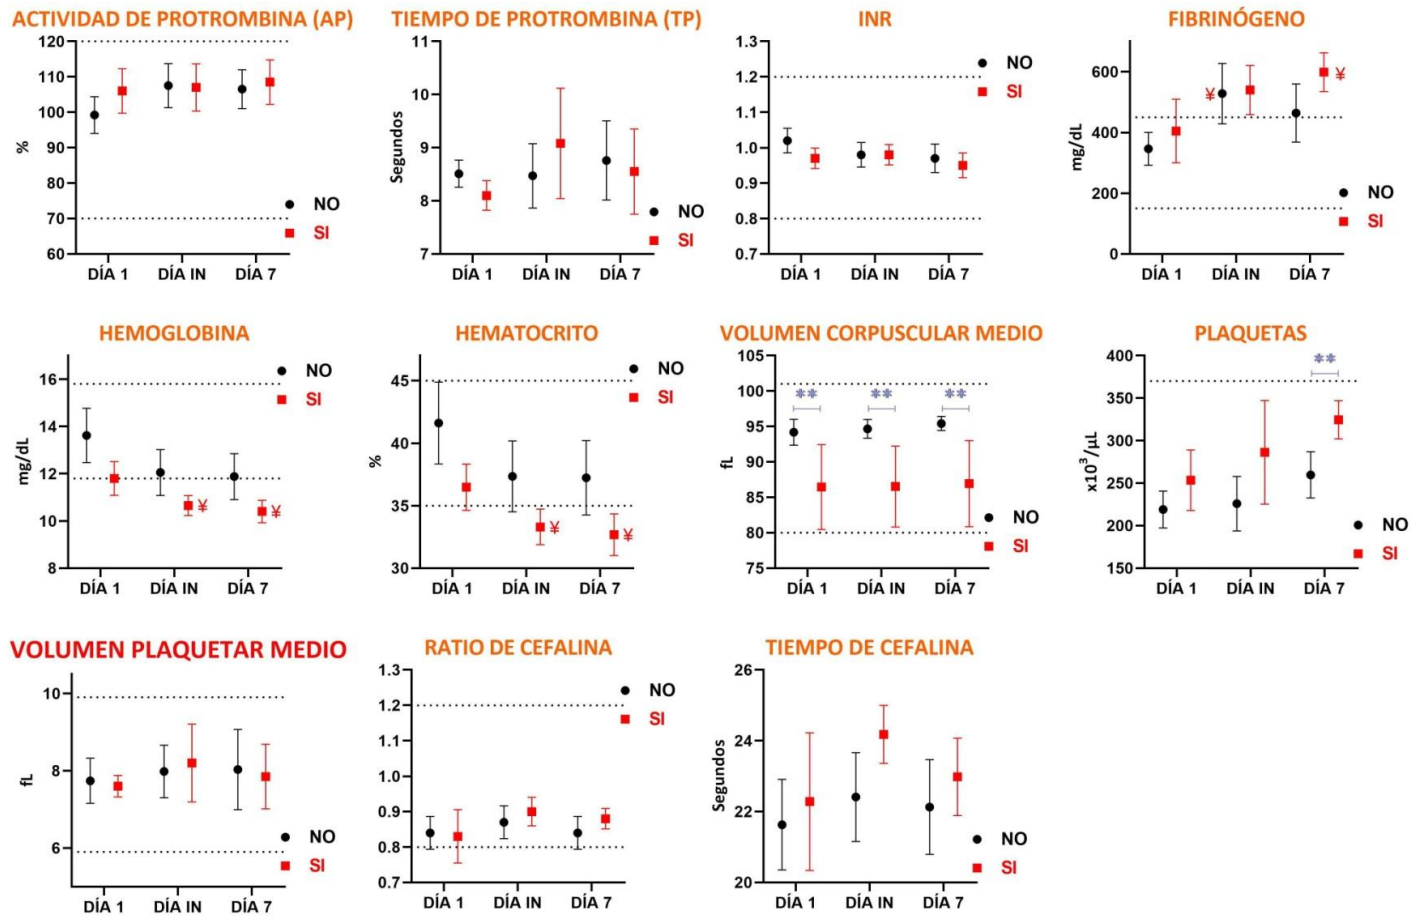 ACTIVIDAD DE PROTROMBINA (AP)
120
110
100
90
80
70
60
%
DÍA 1 DÍA IN DÍA 7
NO
SI
TIEMPO DE PROTROMBINA (TP)
11
10
9
8
7
Segundos
DÍA 1 DÍA IN DÍA 7
NO
SI
INR
1.3
1.2
1.1
1.0
0.9
0.8
0.7
DÍA 1 DÍA IN DÍA 7
NO
SI
FIBRINÓGENO
600
400
200
0
mg/dL
¥
¥
DÍA 1 DÍA IN DÍA 7
NO
SI
HEMOGLOBINA
16
14
12
10
8
mg/dL
¥
¥
DÍA 1 DÍA IN DÍA 7
NO
SI
HEMATOCRITO
45
40
35
30
%
¥
¥
DÍA 1 DÍA IN DÍA 7
NO
SI
VOLUMEN CORPUSCULAR MEDIO
105
100
95
90
85
80
75
fL
** ** **
DÍA 1 DÍA IN DÍA 7
NO
SI
PLAQUETAS
400
350
300
250
200
150
x10³/µL
**
DÍA 1 DÍA IN DÍA 7
NO
SI
VOLUMEN PLAQUETAR MEDIO
10
8
6
fL
DÍA 1 DÍA IN DÍA 7
NO
SI
RATIO DE CEFALINA
1.3
1.2
1.1
1.0
0.9
0.8
0.7
DÍA 1 DÍA IN DÍA 7
NO
SI
TIEMPO DE CEFALINA
26
24
22
20
Segundos
DÍA 1 DÍA IN DÍA 7
NO
SI